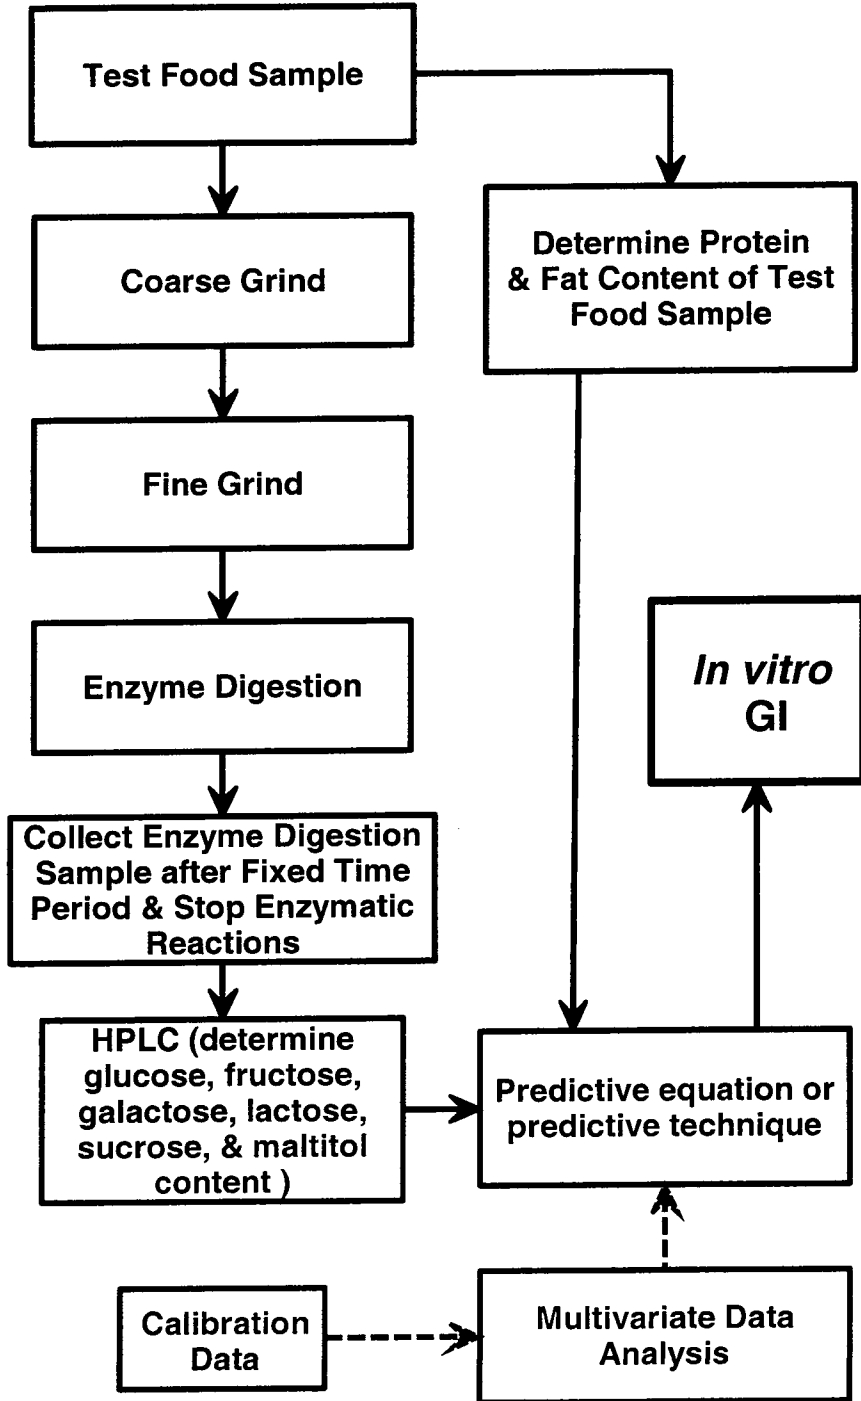 Test Food Sample
Determine Protein
& Fat Content of Test
Food Sample
Coarse Grind
Fine Grind
Enzyme Digestion
In vitro
GI
Collect Enzyme Digestion
Sample after Fixed Time
Period & Stop Enzymatic
Reactions
HPLC (determine
glucose, fructose,
galactose, lactose,
sucrose, & maltitol
content )
Predictive equation or
predictive technique
Calibration
Data
Multivariate Data
Analysis